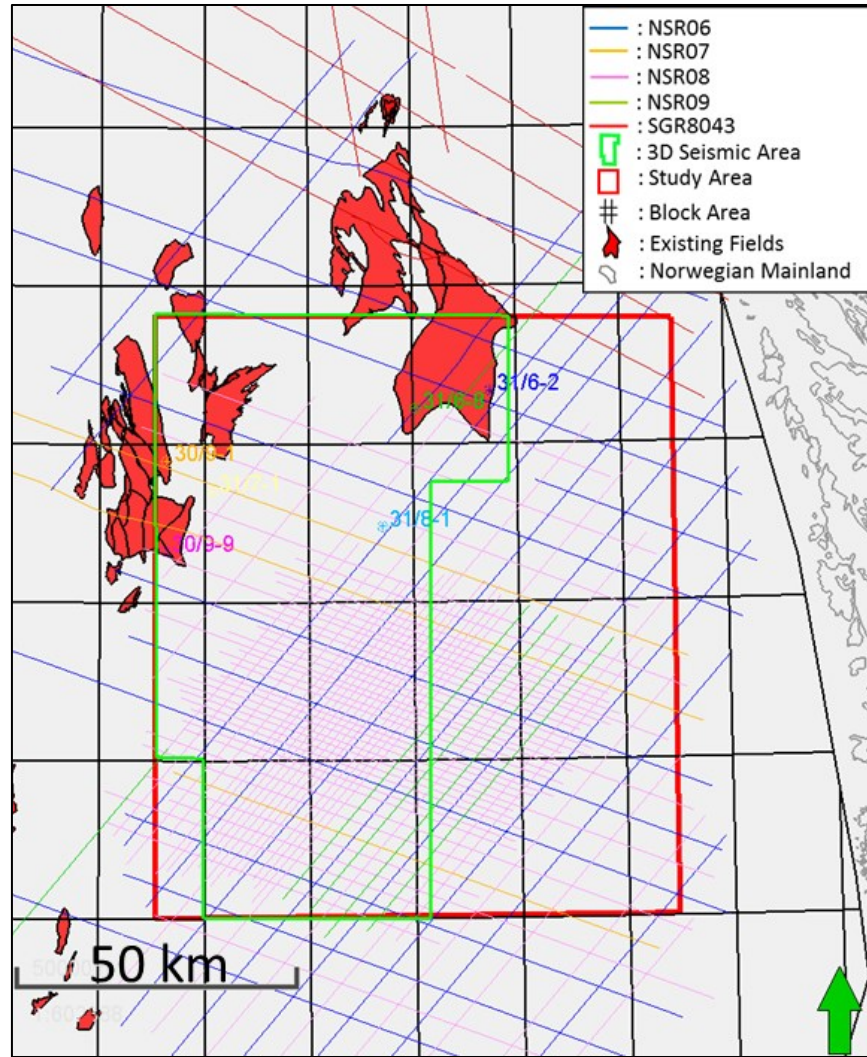 : NSR06
: NSR07
: NSR08
: NSR09
: SGR8043
: 3D Seismic Area
: Study Area
: Block Area
: Existing Fields
: Norwegian Mainland
31/6-2
30/9-1
31/8-1
50 km